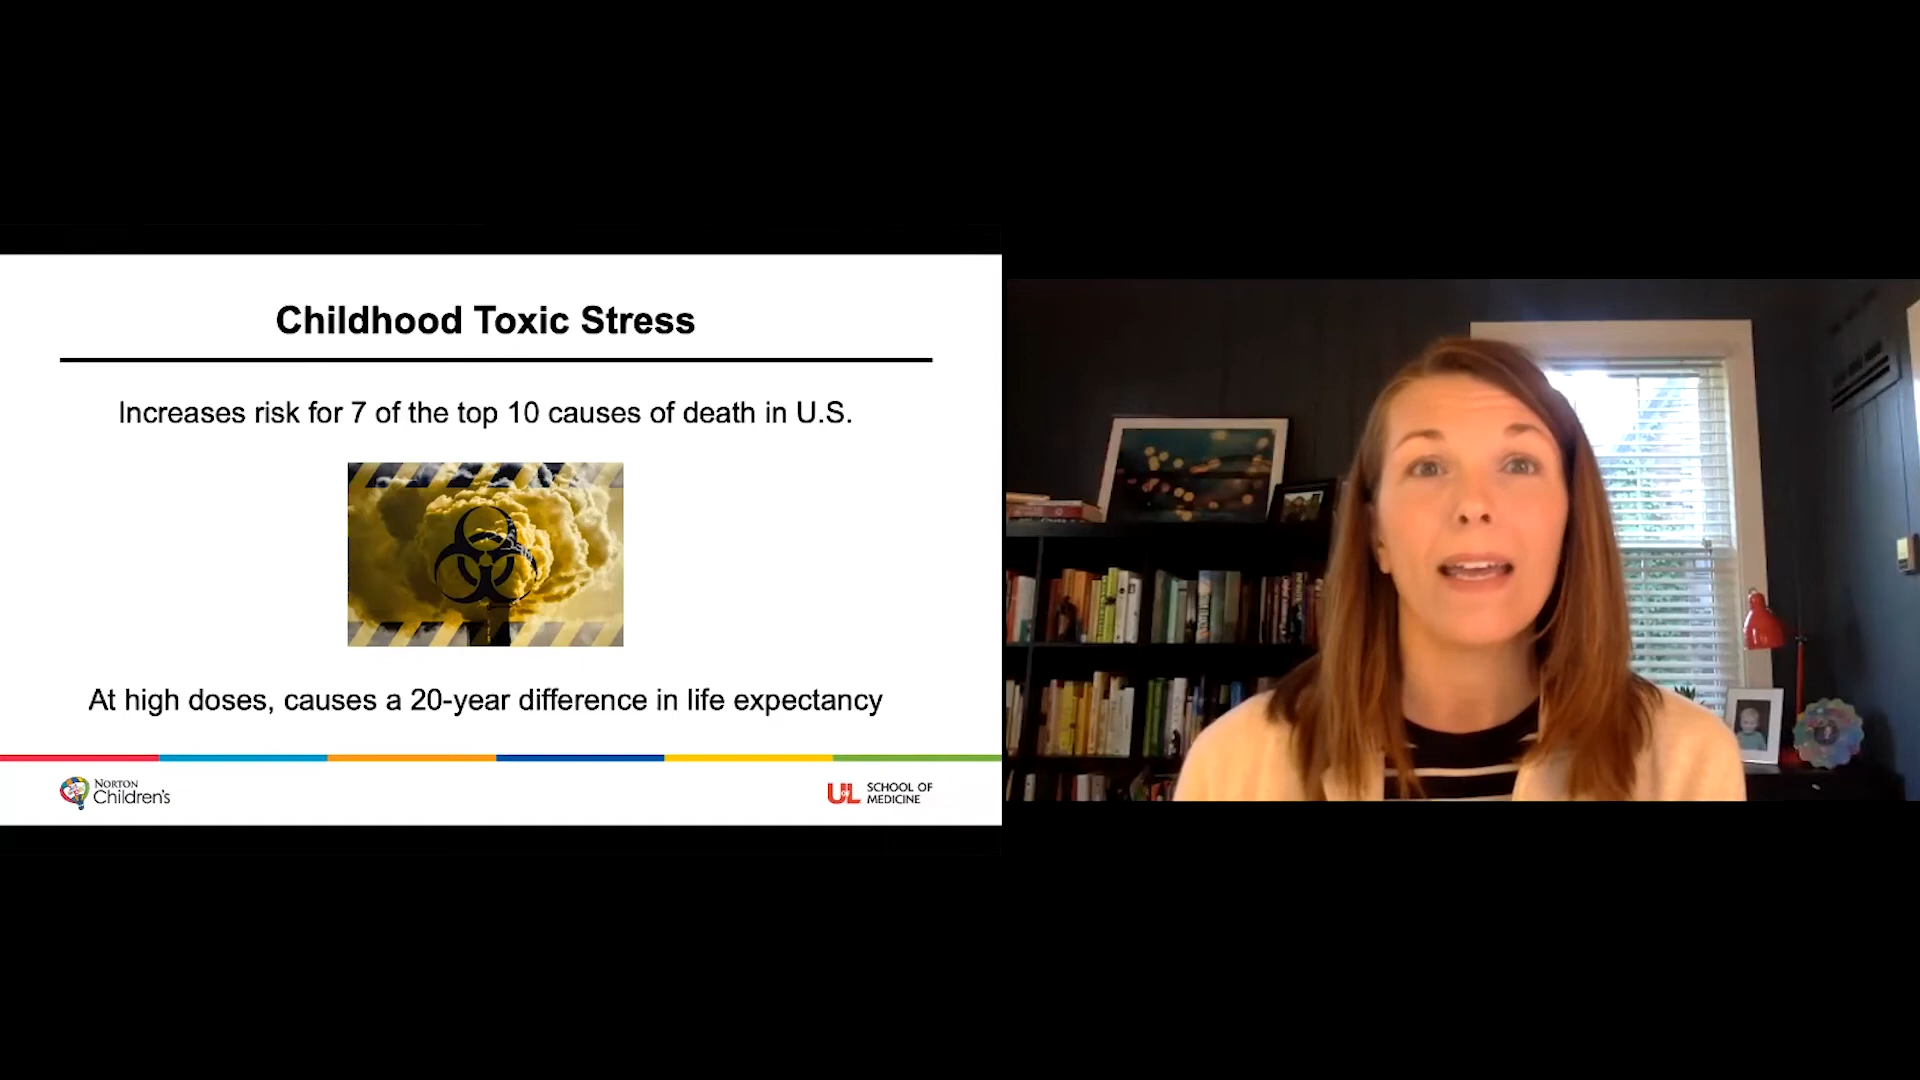 Childhood Toxic Stress
Increases risk for 7 of the top 10 causes of death in U.S.
At high doses, causes a 20-year difference in life expectancy
NORTON
Children's
UL SCHOOL OF
MEDICINE